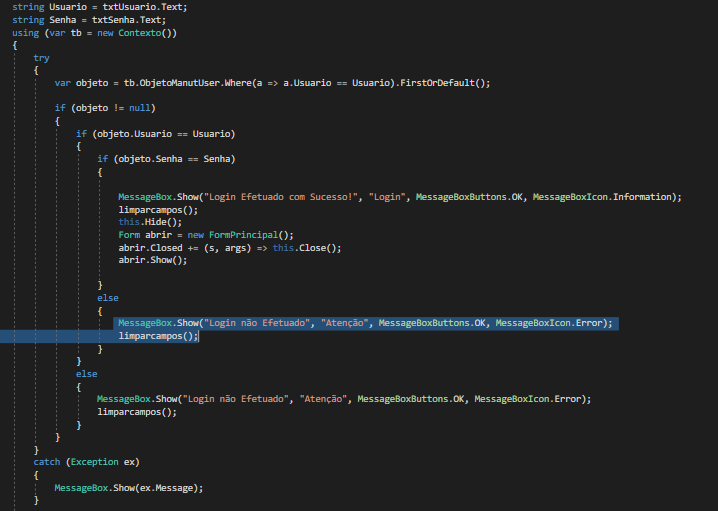 string Usuario = txtUsuario.Text;
string Senha = txtSenha.Text;
using (var tb = new Contexto())
{
try
{
var objeto = tb.ObjetoManutUser.Where(a => a.Usuario == Usuario).FirstOrDefault();
if (objeto != null)
{
if (objeto.Usuario == Usuario)
{
if (objeto.Senha == Senha)
{
MessageBox.Show("Login Efetuado com Sucesso!", "Login", MessageBoxButtons.OK, MessageBoxIcon.Information);
limparcampos();
this.Hide();
Form abrir = new FormPrincipal();
abrir.Closed += (s, args) => this.Close();
abrir.Show();
}
else
{
MessageBox.Show("Login não Efetuado", "Atenção", MessageBoxButtons.OK, MessageBoxIcon.Error);
limparcampos();
}
}
else
{
MessageBox.Show("Login não Efetuado", "Atenção", MessageBoxButtons.OK, MessageBoxIcon.Error);
limparcampos();
}
}
}
catch (Exception ex)
{
MessageBox.Show(ex.Message);
}